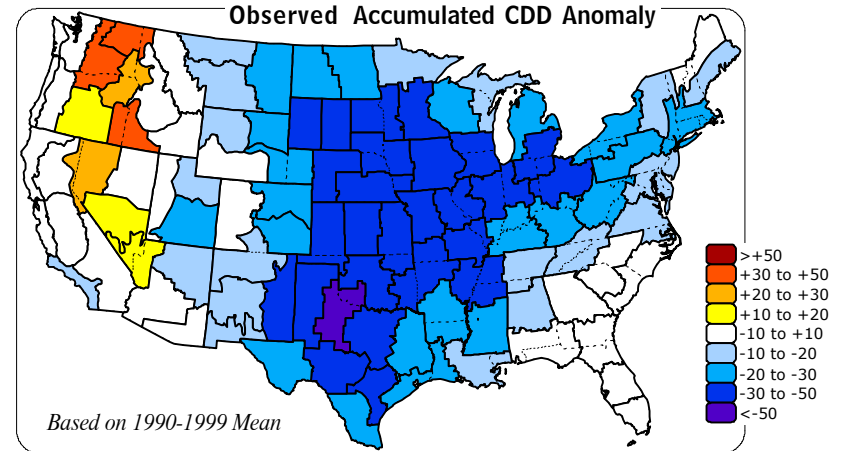 Observed Accumulated CDD Anomaly
>+50
+30 to +50
+20 to +30
+10 to +20
-10 to +10
-10 to -20
-20 to -30
-30 to -50
<-50
Based on 1990-1999 Mean